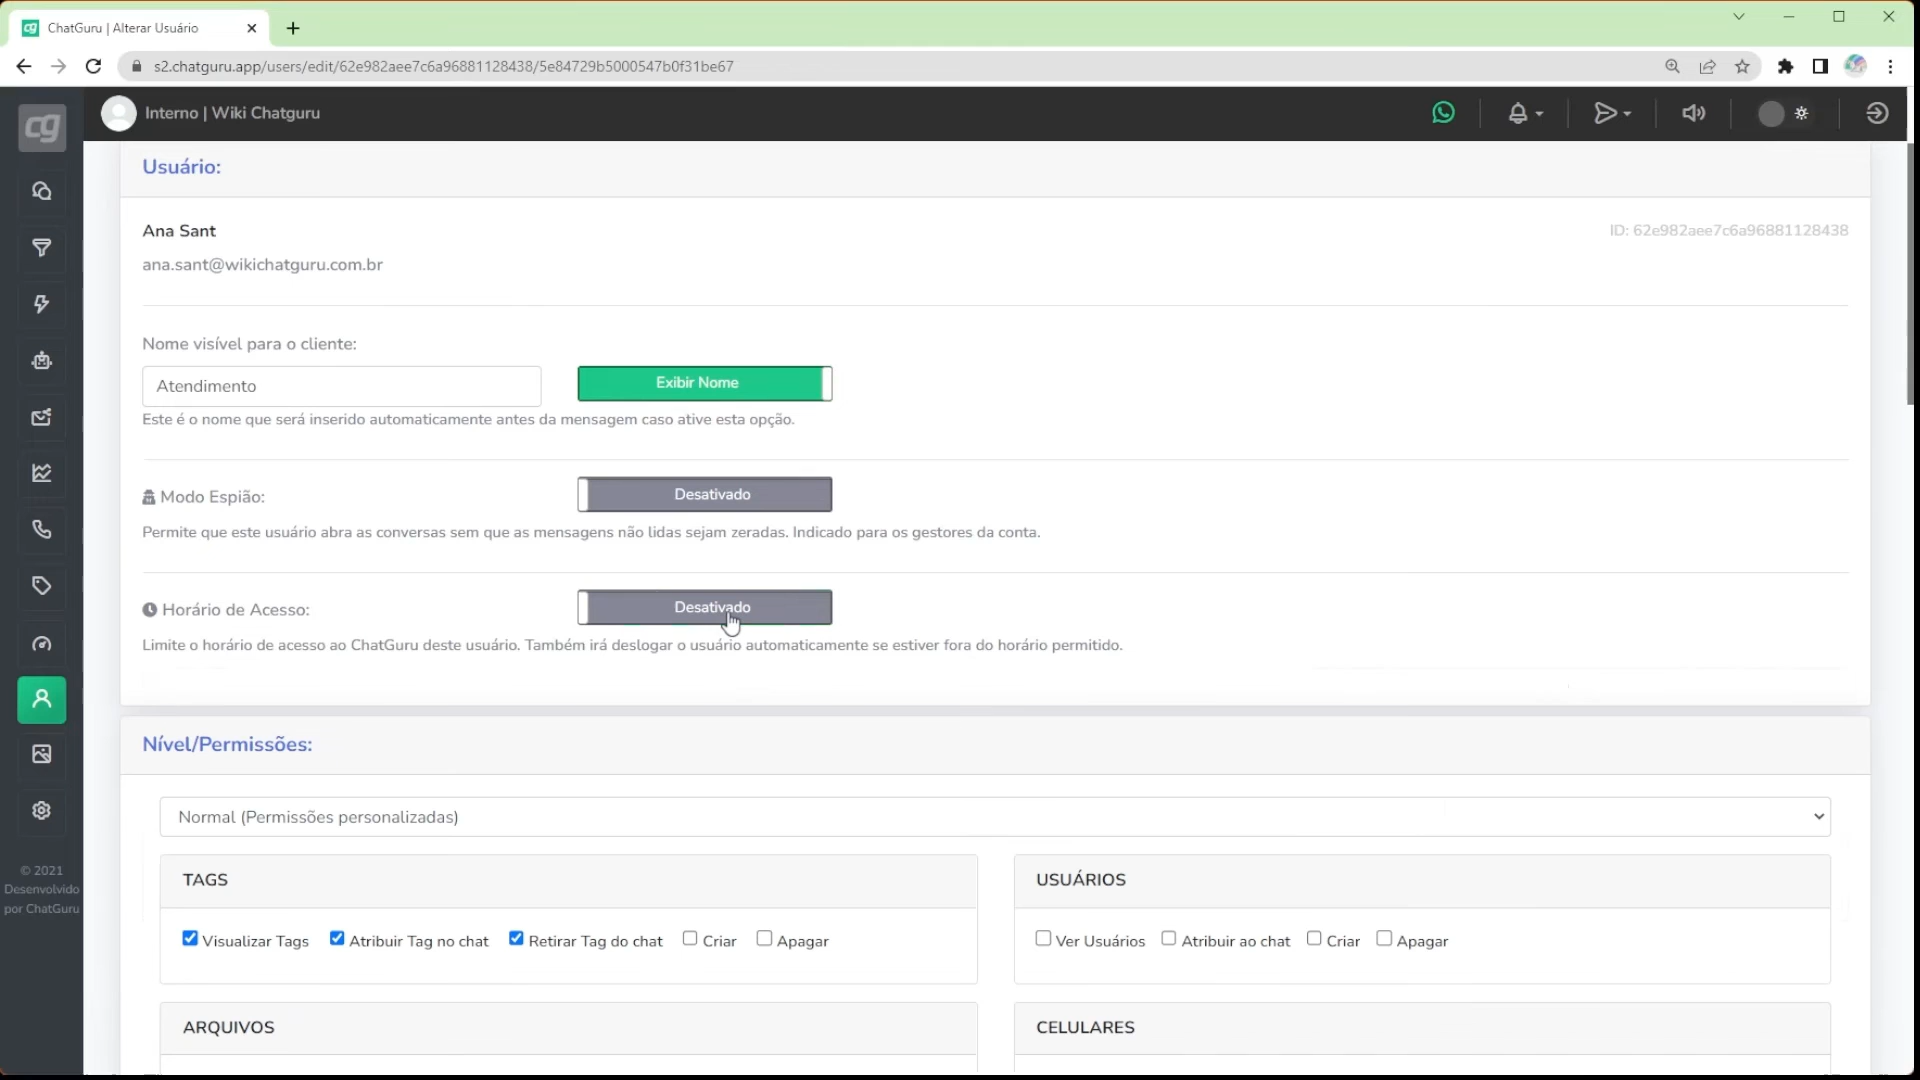 ChatGuru | Alterar Usuário
s2.chatguru.app/users/edit/62e982aee7c6a96881128438/5e84729b5000547b0f31be67
cg
Interno | Wiki Chatguru
Usuário:
Ana Sant
ID: 62e982aee7c6a96881128438
ana.sant@wikichatguru.com.br
Nome visível para o cliente:
Atendimento
Exibir Nome
Este é o nome que será inserido automaticamente antes da mensagem caso ative esta opção.
Modo Espião:
Desativado
Permite que este usuário abra as conversas sem que as mensagens não lidas sejam zeradas. Indicado para os gestores da conta.
Horário de Acesso:
Desativado
Limite o horário de acesso ao ChatGuru deste usuário. Também irá deslogar o usuário automaticamente se estiver fora do horário permitido.
Nível/Permissões:
Normal (Permissões personalizadas)
TAGS
Visualizar Tags Atribuir Tag no chat Retirar Tag do chat Criar Apagar
USUÁRIOS
Ver Usuários Atribuir ao chat Criar Apagar
ARQUIVOS
CELULARES
© 2021
Desenvolvido
por ChatGuru